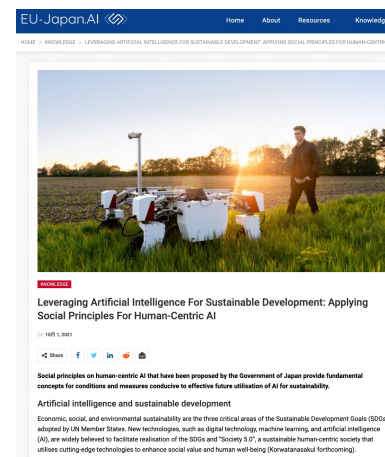 EU-Japan.AI
Home About Resources Knowledg
HOME > KNOWLEDGE > LEVERAGING ARTIFICIAL INTELLIGENCE FOR SUSTAINABLE DEVELOPMENT: APPLYING SOCIAL PRINCIPLES FOR HUMAN-CENTRIC
KNOWLEDGE
Leveraging Artificial Intelligence For Sustainable Development: Applying
Social Principles For Human-Centric AI
On 10月 1, 2021
Share
Social principles on human-centric AI that have been proposed by the Government of Japan provide fundamental
concepts for conditions and measures conducive to effective future utilisation of AI for sustainability.
Artificial intelligence and sustainable development
Economic, social, and environmental sustainability are the three critical areas of the Sustainable Development Goals (SDGs
adopted by UN Member States. New technologies, such as digital technology, machine learning, and artificial intelligence
(AI), are widely believed to facilitate realisation of the SDGs and "Society 5.0", a sustainable human-centric society that
utilises cutting-edge technologies to enhance social value and human well-being (Korwatanasakul forthcoming).